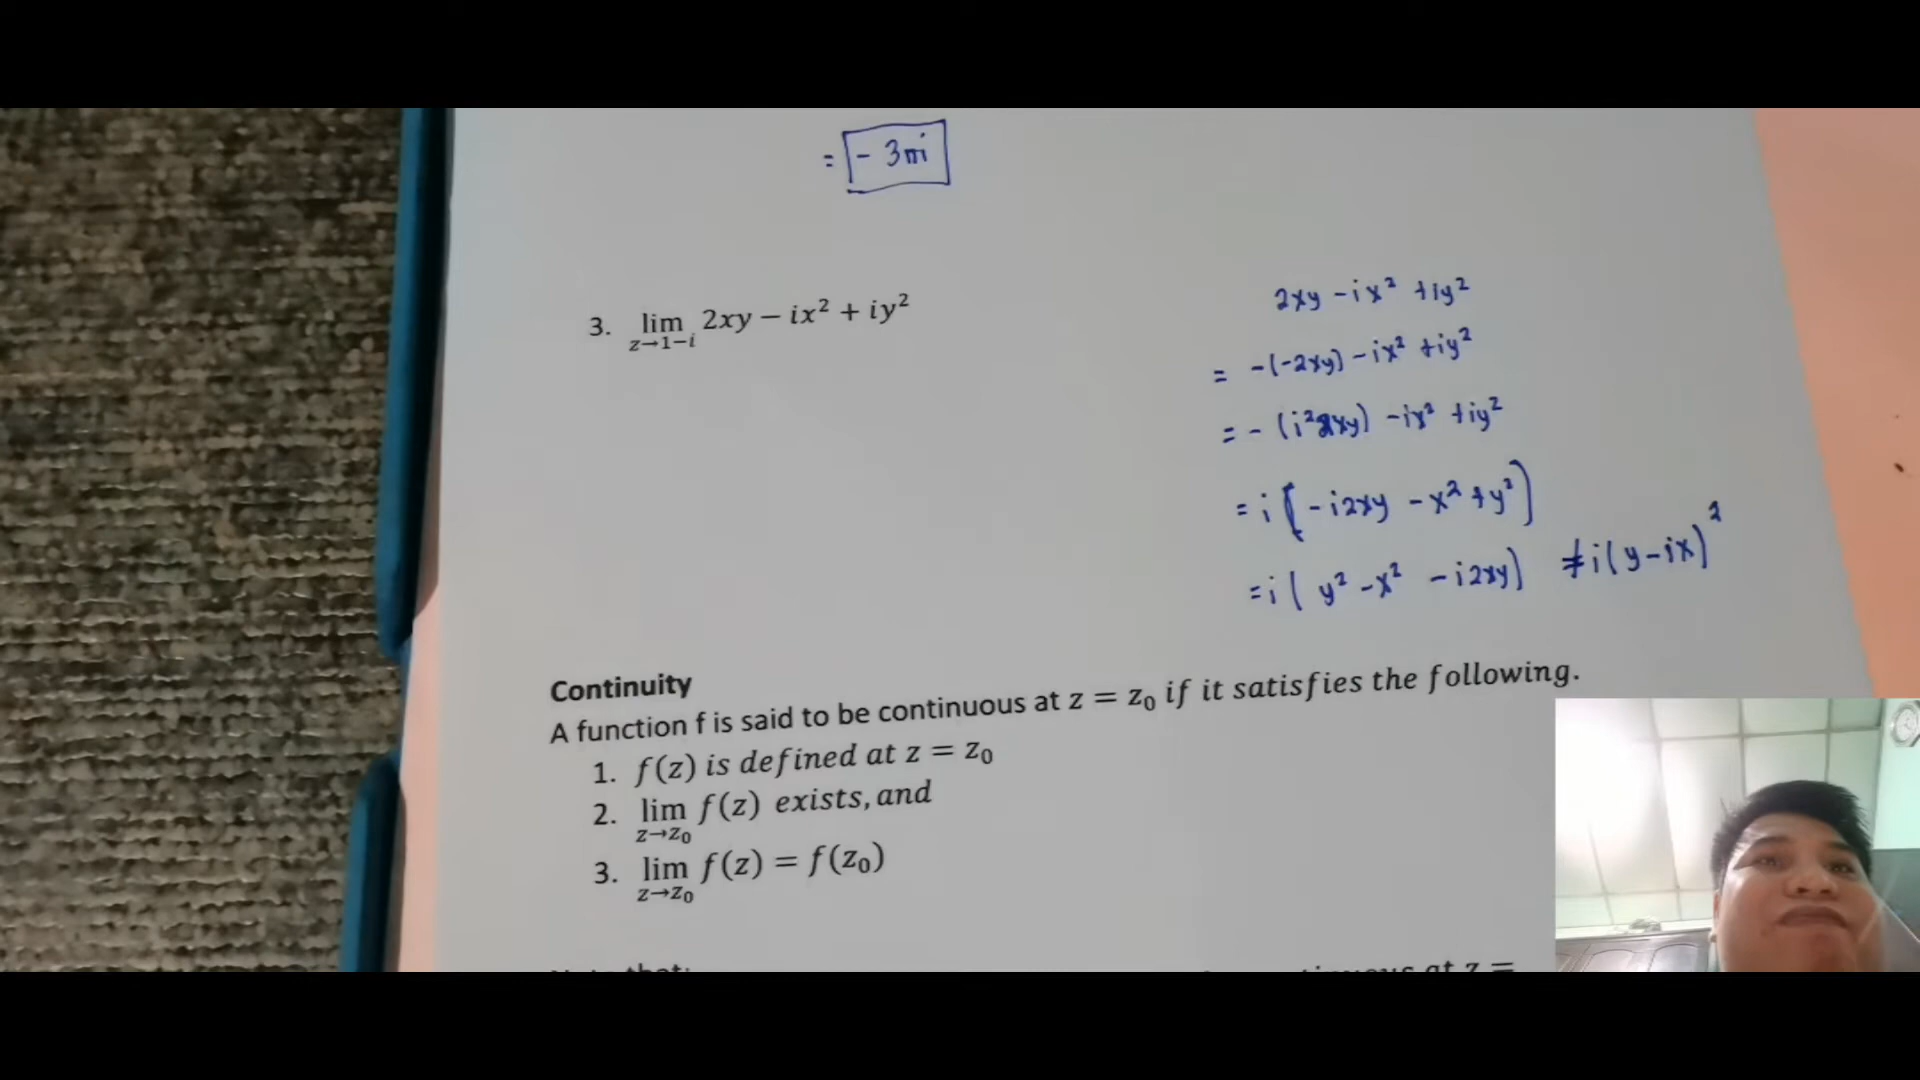 = - 3πi
3. lim z→1−i 2xy − ix² + iy²
2xy - ix² + iy²
= -(-2xy) - ix² + iy²
= - (i²2xy) - ix² + iy²
= i [ - i2xy - x² + y² ]
= i ( y² - x² - i2xy ) ≠ i(y - ix)²
Continuity
A function f is said to be continuous at z = z₀ if it satisfies the following.
1. f(z) is defined at z = z₀
2. lim z→z₀ f(z) exists, and
3. lim z→z₀ f(z) = f(z₀)
at z =